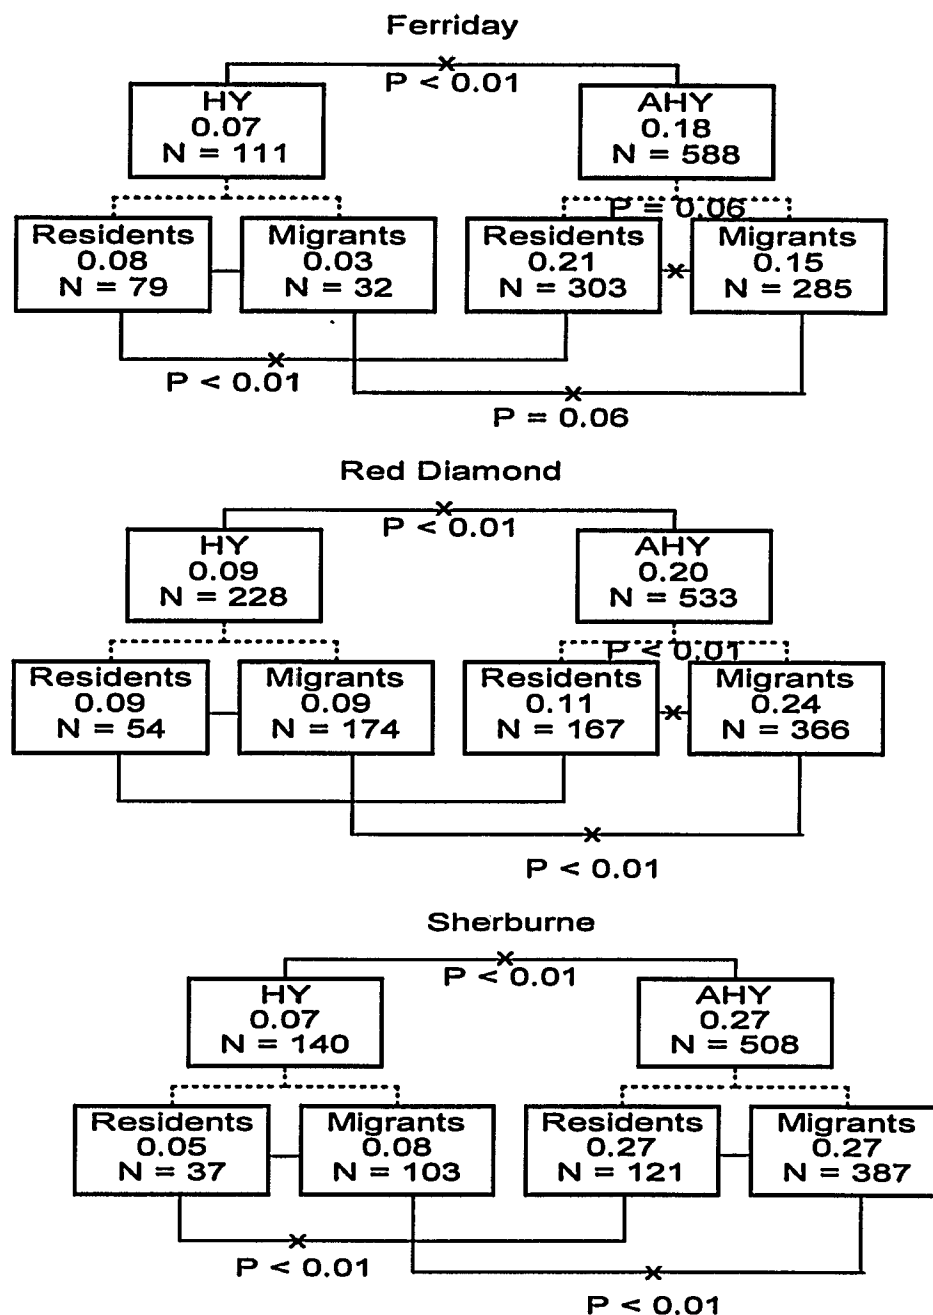 Ferriday
P < 0.01
HY
0.07
N = 111
AHY
0.18
N = 588
P = 0.06
Residents
0.08
N = 79
Migrants
0.03
N = 32
Residents
0.21
N = 303
Migrants
0.15
N = 285
P < 0.01
P = 0.06
Red Diamond
P < 0.01
HY
0.09
N = 228
AHY
0.20
N = 533
P < 0.01
Residents
0.09
N = 54
Migrants
0.09
N = 174
Residents
0.11
N = 167
Migrants
0.24
N = 366
P < 0.01
Sherburne
P < 0.01
HY
0.07
N = 140
AHY
0.27
N = 508
Residents
0.05
N = 37
Migrants
0.08
N = 103
Residents
0.27
N = 121
Migrants
0.27
N = 387
P < 0.01
P < 0.01